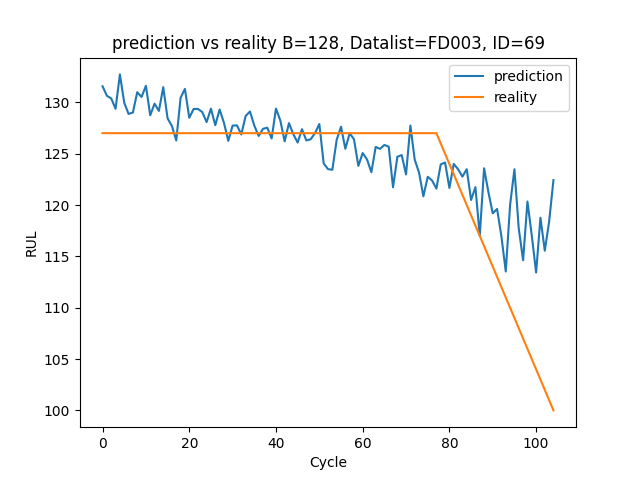 prediction vs reality B=128, Datalist=FD003, ID=69
prediction
reality
130
125
120
115
110
105
100
RUL
0 20 40 60 80 100
Cycle